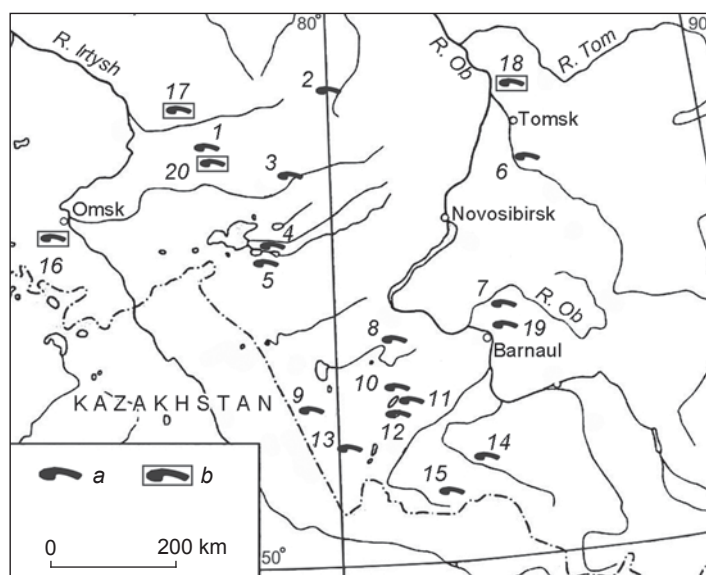 80°
90
R. Irtysh
R. Ob
R. Tom
2
18
17
1
Tomsk
20
3
6
Omsk
Novosibirsk
4
16
5
7
R. Ob
19
8
Barnaul
KAZAKHSTAN
9
10
11
12
13
14
15
a
b
0
200 km
50°